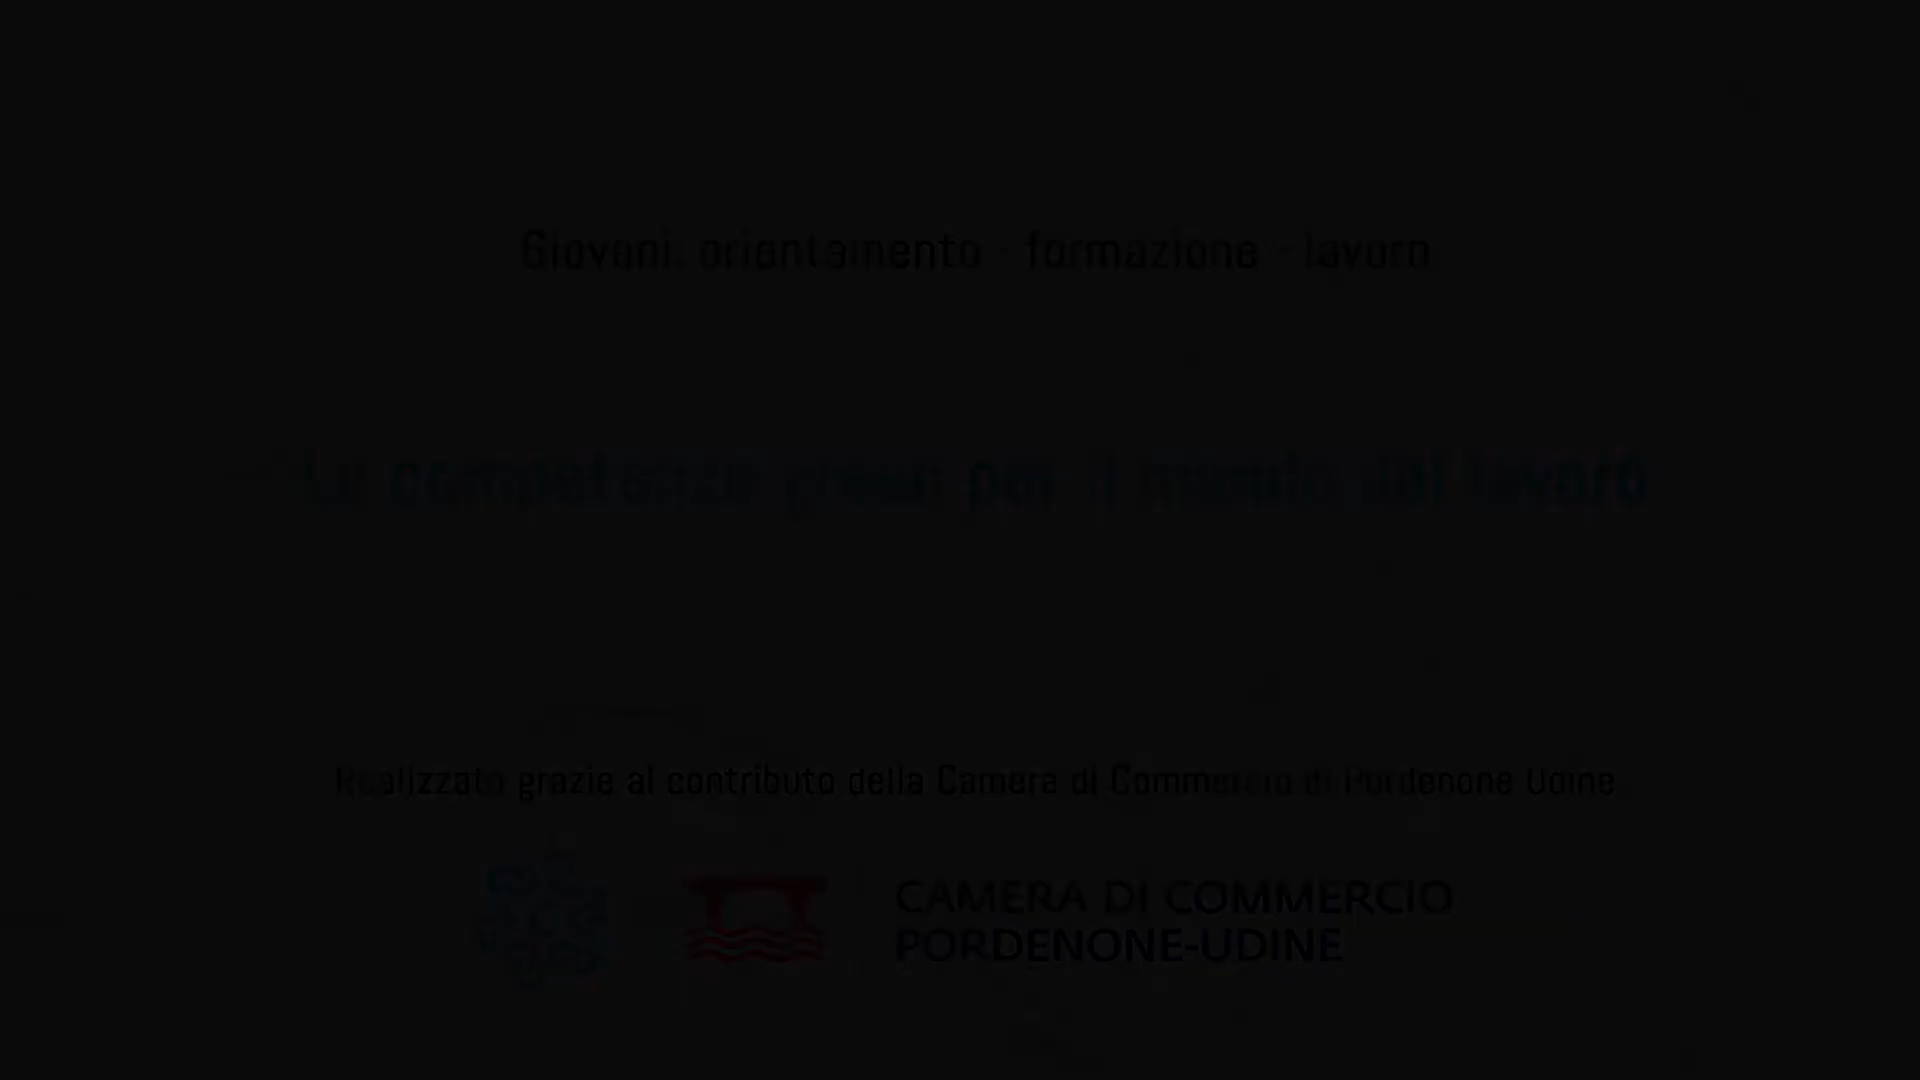 Giovani: orientamento - formazione - lavoro
Le competenze green per il mondo del lavoro
Realizzato grazie al contributo della Camera di Commercio di Pordenone Udine
CAMERA DI COMMERCIO
PORDENONE-UDINE